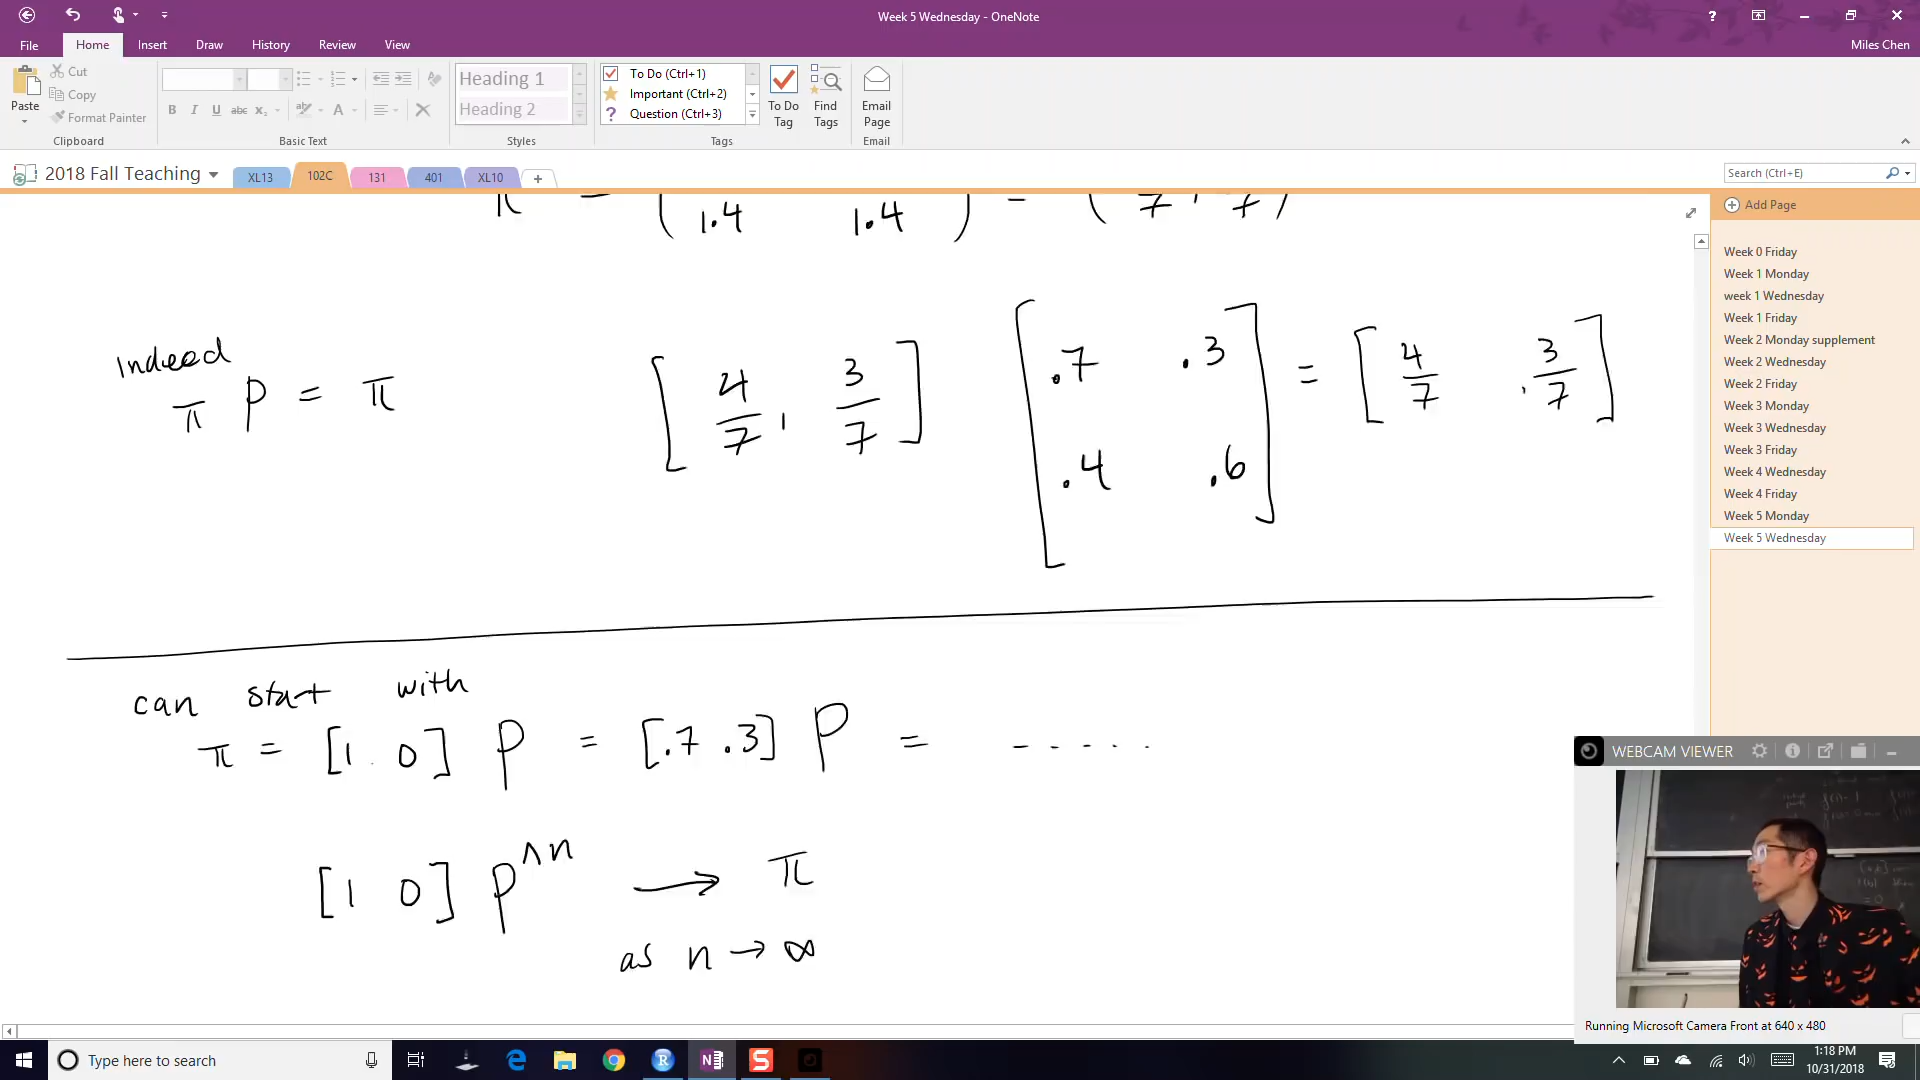 Week 5 Wednesday - OneNote
File Home Insert Draw History Review View Miles Chen
Paste
Cut
Copy
Format Painter
Clipboard
B I U abc x₂ A
Basic Text
Heading 1
Heading 2
Styles
To Do (Ctrl+1)
Important (Ctrl+2)
Question (Ctrl+3)
To Do Tag
Find Tags
Tags
Email Page
Email
2018 Fall Teaching XL13 102C 131 401 XL10 Search (Ctrl+E)
π = ( 1.4 1.4 ) = ( 7 , 7 )
Indeed
π P = π [4/7, 3/7] [.7 .3 .4 .6] = [4/7 , 3/7]
can start with
π = [1 0] P = [.7 .3] P = - - - - -
[1 0] P^n → π
as n → ∞
Add Page
Week 0 Friday
Week 1 Monday
week 1 Wednesday
Week 1 Friday
Week 2 Monday supplement
Week 2 Wednesday
Week 2 Friday
Week 3 Monday
Week 3 Wednesday
Week 3 Friday
Week 4 Wednesday
Week 4 Friday
Week 5 Monday
Week 5 Wednesday
WEBCAM VIEWER
Running Microsoft Camera Front at 640 x 480
Type here to search
1:18 PM
10/31/2018